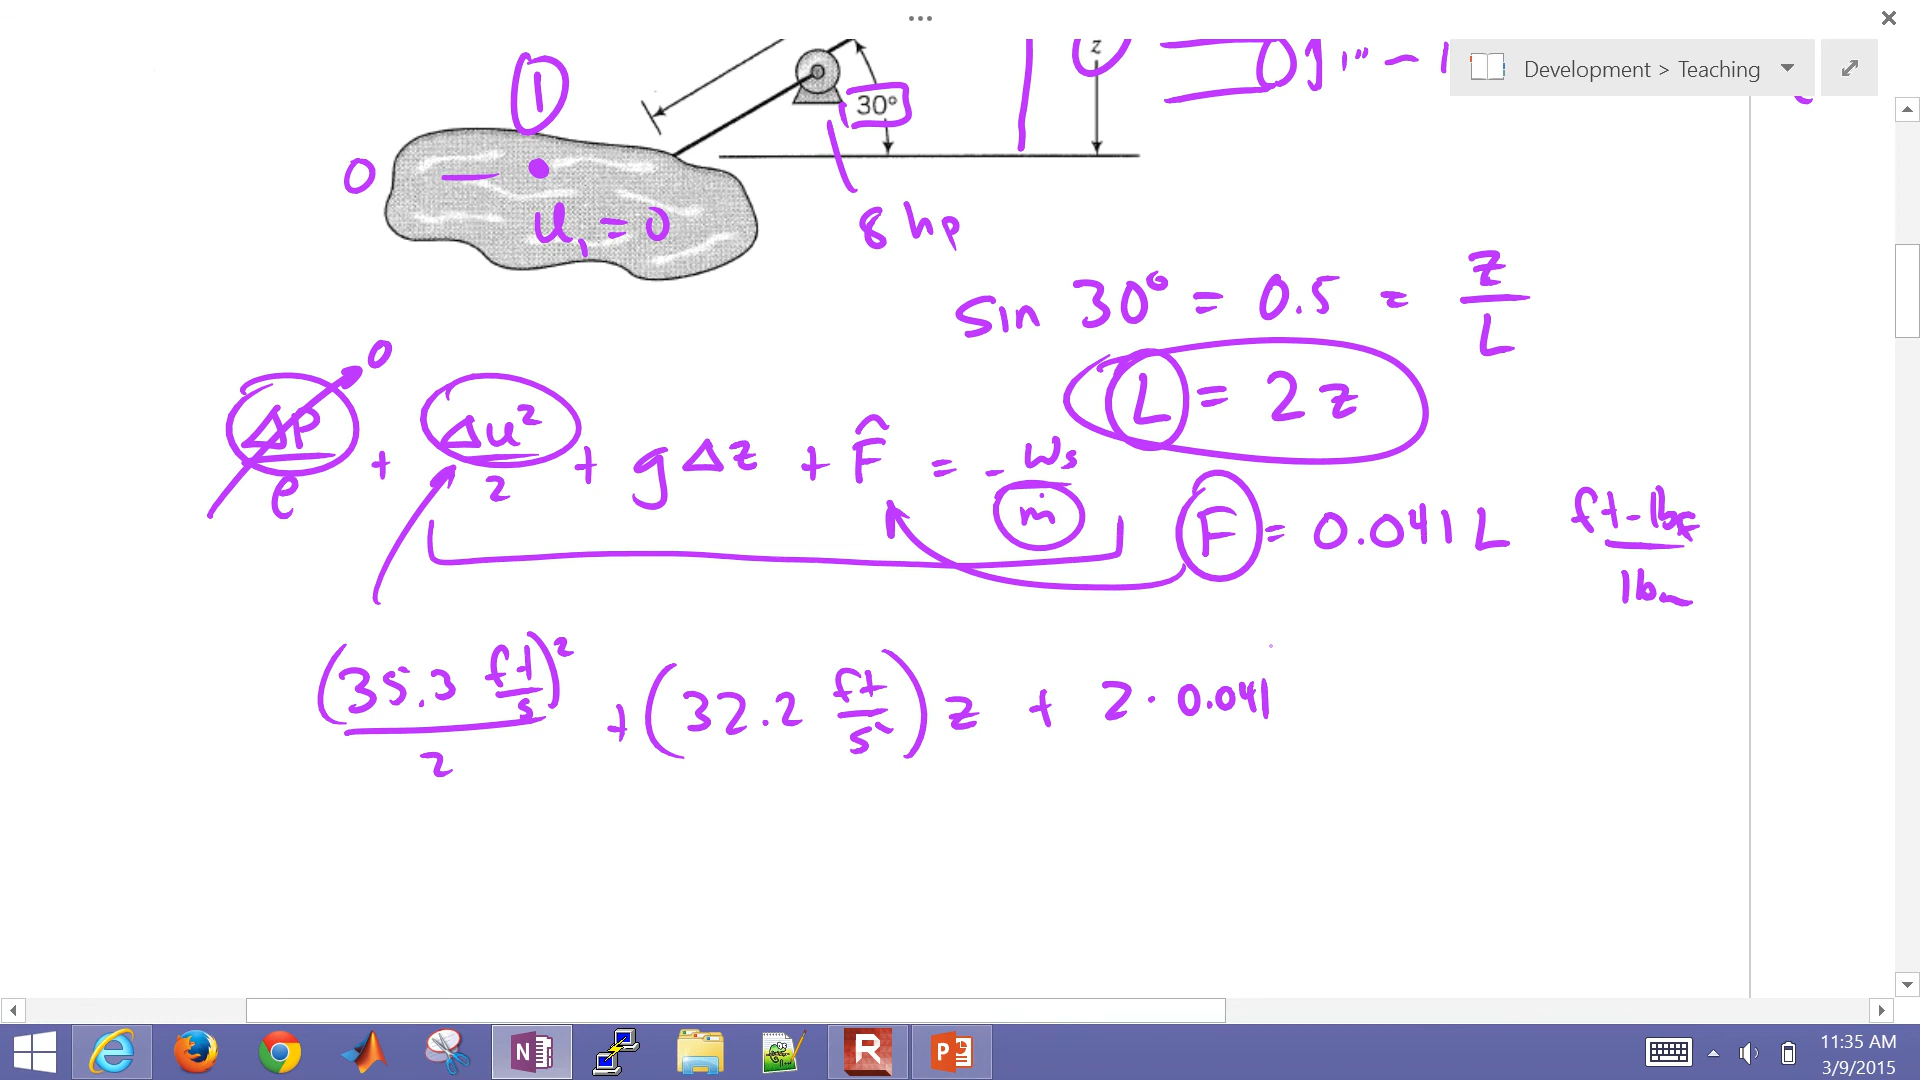 Development > Teaching
①
z
1"
30°
0
u₁ = 0
8 hp
sin 30° = 0.5 = z/L
L = 2z
ΔP/ρ → 0 + Δu²/2 + gΔz + F̂ = - Ws/ṁ
F = 0.041 L ft-lbf/lbm
(35.3 ft/s)²/2 + (32.2 ft/s²) z + 2 · 0.041
N
R
P
11:35 AM
3/9/2015